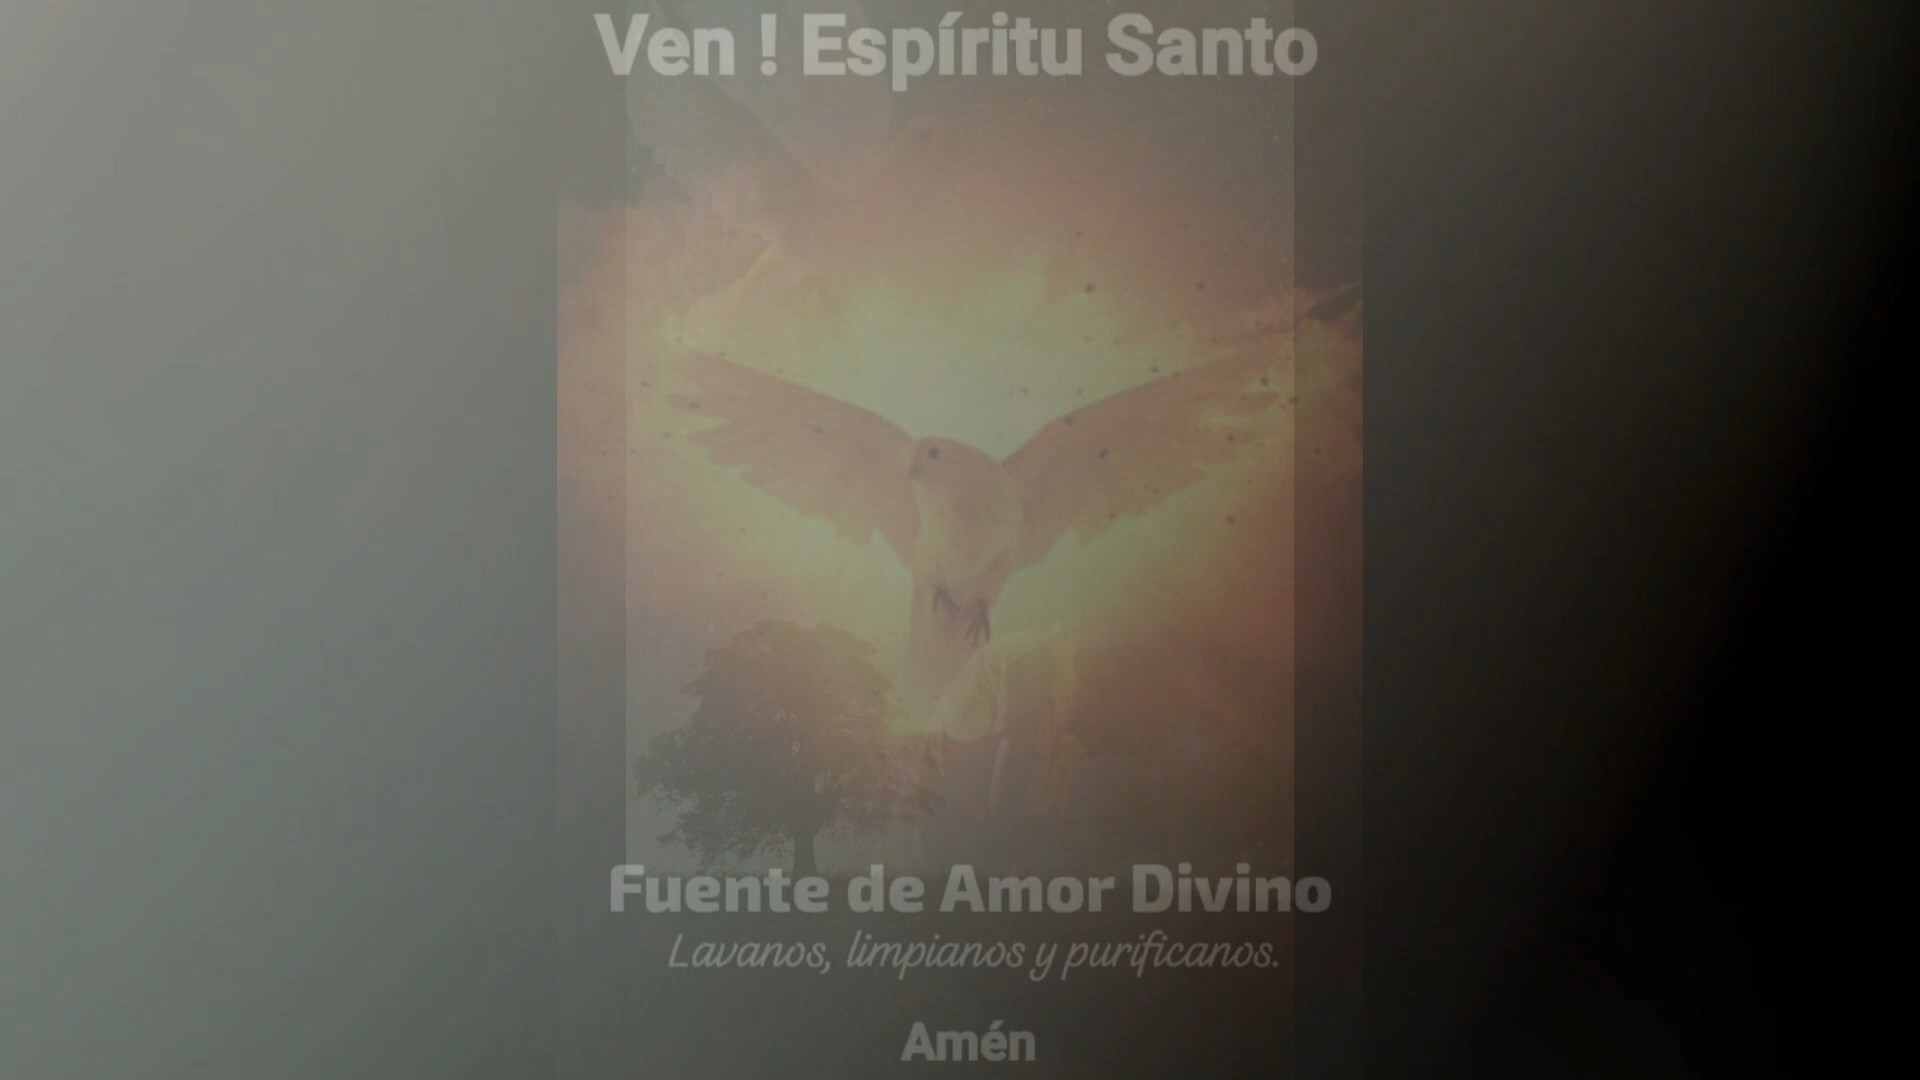 Ven ! Espíritu Santo
Fuente de Amor Divino
Lavanos, limpianos y purificanos.
Amén